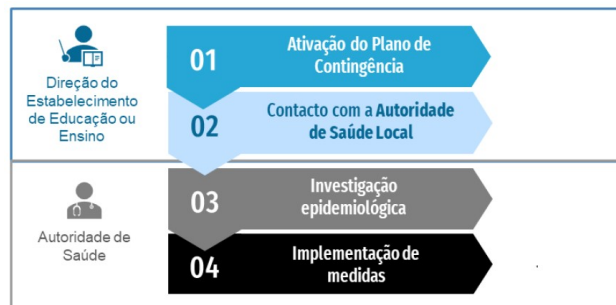 Direção do
Estabelecimento
de Educação ou
Ensino
01
Ativação do Plano de
Contingência
02
Contacto com a Autoridade
de Saúde Local
Autoridade de
Saúde
03
Investigação
epidemiológica
04
Implementação de
medidas